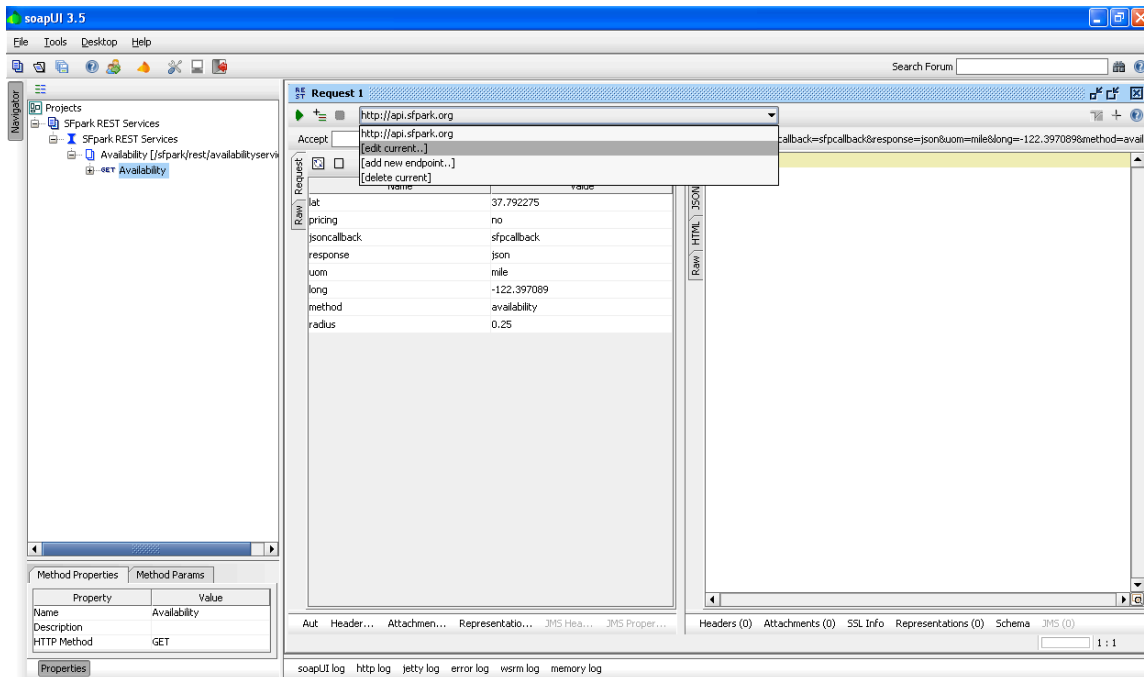 soapUI 3.5
File Tools Desktop Help
Search Forum
Navigator
Projects
SFpark REST Services
SFpark REST Services
Availability [/sfpark/rest/availabilityservi
GET Availability
REST Request 1
http://api.sfpark.org
Accept
http://api.sfpark.org
[edit current..]
[add new endpoint..]
[delete current]
callback=sfpcallback&response=json&uom=mile&long=-122.397089&method=avail
Request
Raw
Name Value
lat 37.792275
pricing no
jsoncallback sfpcallback
response json
uom mile
long -122.397089
method availability
radius 0.25
JSON
HTML
Raw
Method Properties Method Params
Property Value
Name Availability
Description
HTTP Method GET
Properties
Aut Header... Attachmen... Representatio... JMS Hea... JMS Proper...
Headers (0) Attachments (0) SSL Info Representations (0) Schema JMS (0)
1 : 1
soapUI log http log jetty log error log wsrm log memory log